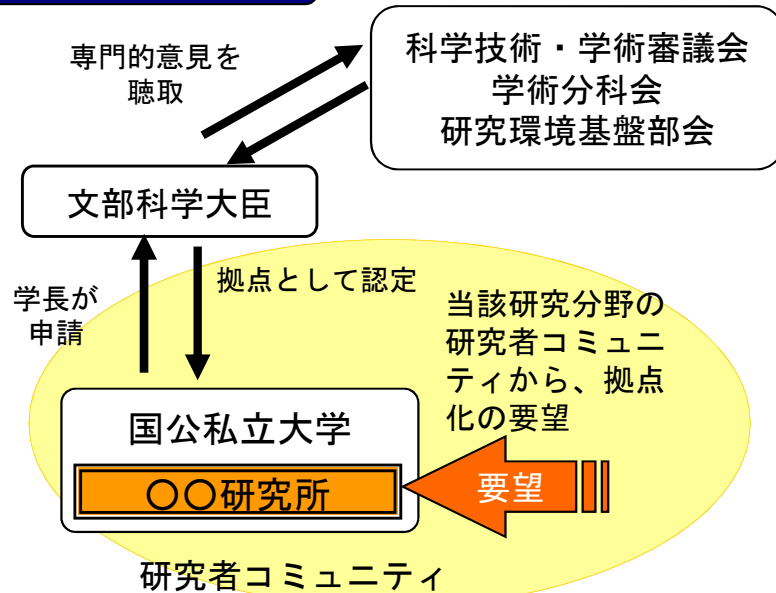 専門的意見を
聴取
科学技術・学術審議会
学術分科会
研究環境基盤部会
文部科学大臣
学長が
申請
拠点として認定
当該研究分野の
研究者コミュニ
ティから、拠点
化の要望
国公私立大学
〇〇研究所
要望
研究者コミュニティ